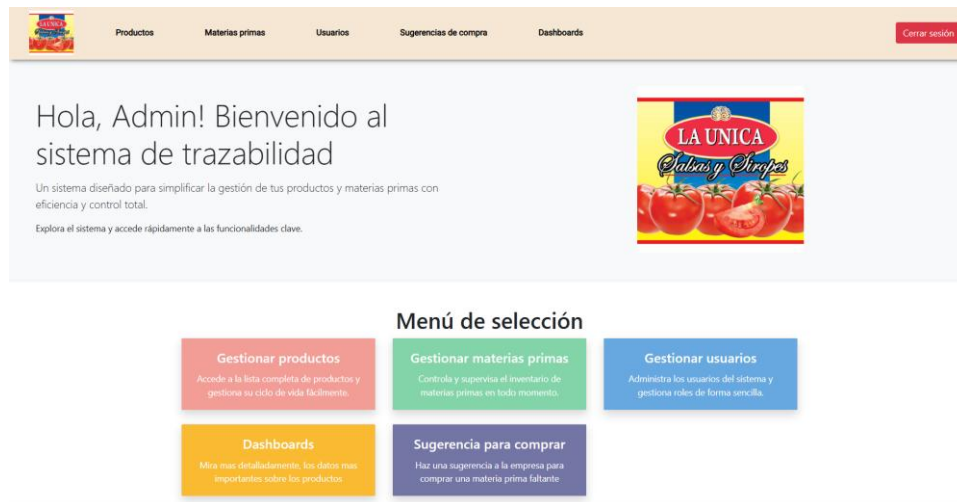 LA UNICA
Productos
Materias primas
Usuarios
Sugerencias de compra
Dashboards
Cerrar sesión
Hola, Admin! Bienvenido al
sistema de trazabilidad
Un sistema diseñado para simplificar la gestión de tus productos y materias primas con
eficiencia y control total.
Explora el sistema y accede rápidamente a las funcionalidades clave.
LA UNICA
Salsas y Siropes
Menú de selección
Gestionar productos
Accede a la lista completa de productos y
gestiona su ciclo de vida fácilmente.
Gestionar materias primas
Controla y supervisa el inventario de
materias primas en todo momento.
Gestionar usuarios
Administra los usuarios del sistema y
gestiona roles de forma sencilla.
Dashboards
Mira mas detalladamente, los datos mas
importantes sobre los productos
Sugerencia para comprar
Haz una sugerencia a la empresa para
comprar una materia prima faltante